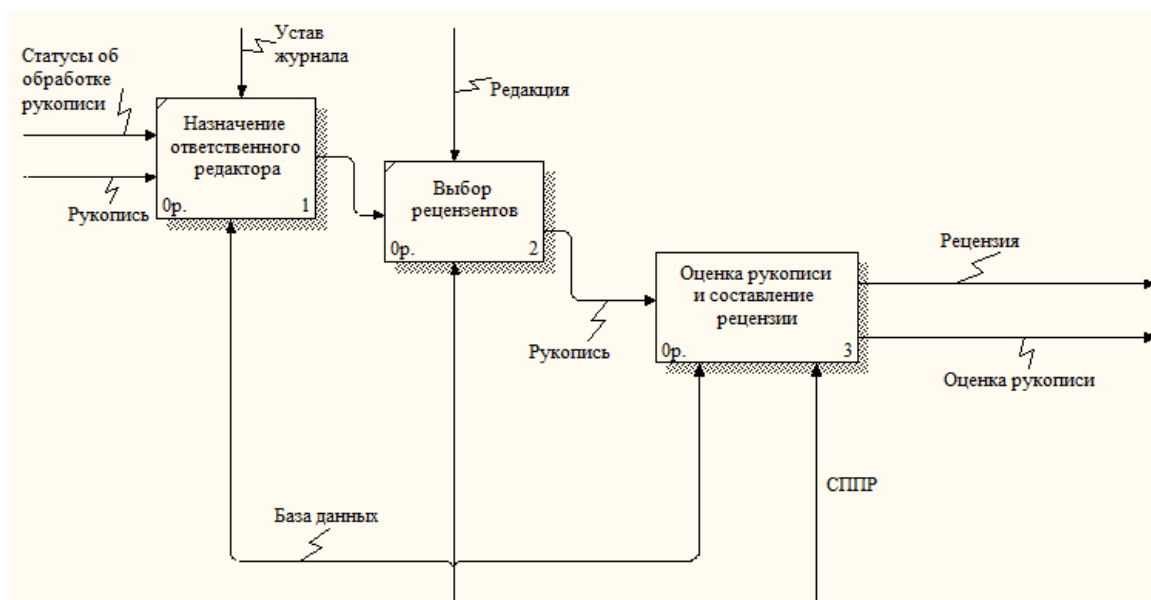 Устав
журнала
Статусы об
обработке
рукописи
Редакция
Назначение
ответственного
редактора
0р. 1
Рукопись
Выбор
рецензентов
0р. 2
Рецензия
Оценка рукописи
и составление
рецензии
0р. 3
Рукопись
Оценка рукописи
СППР
База данных